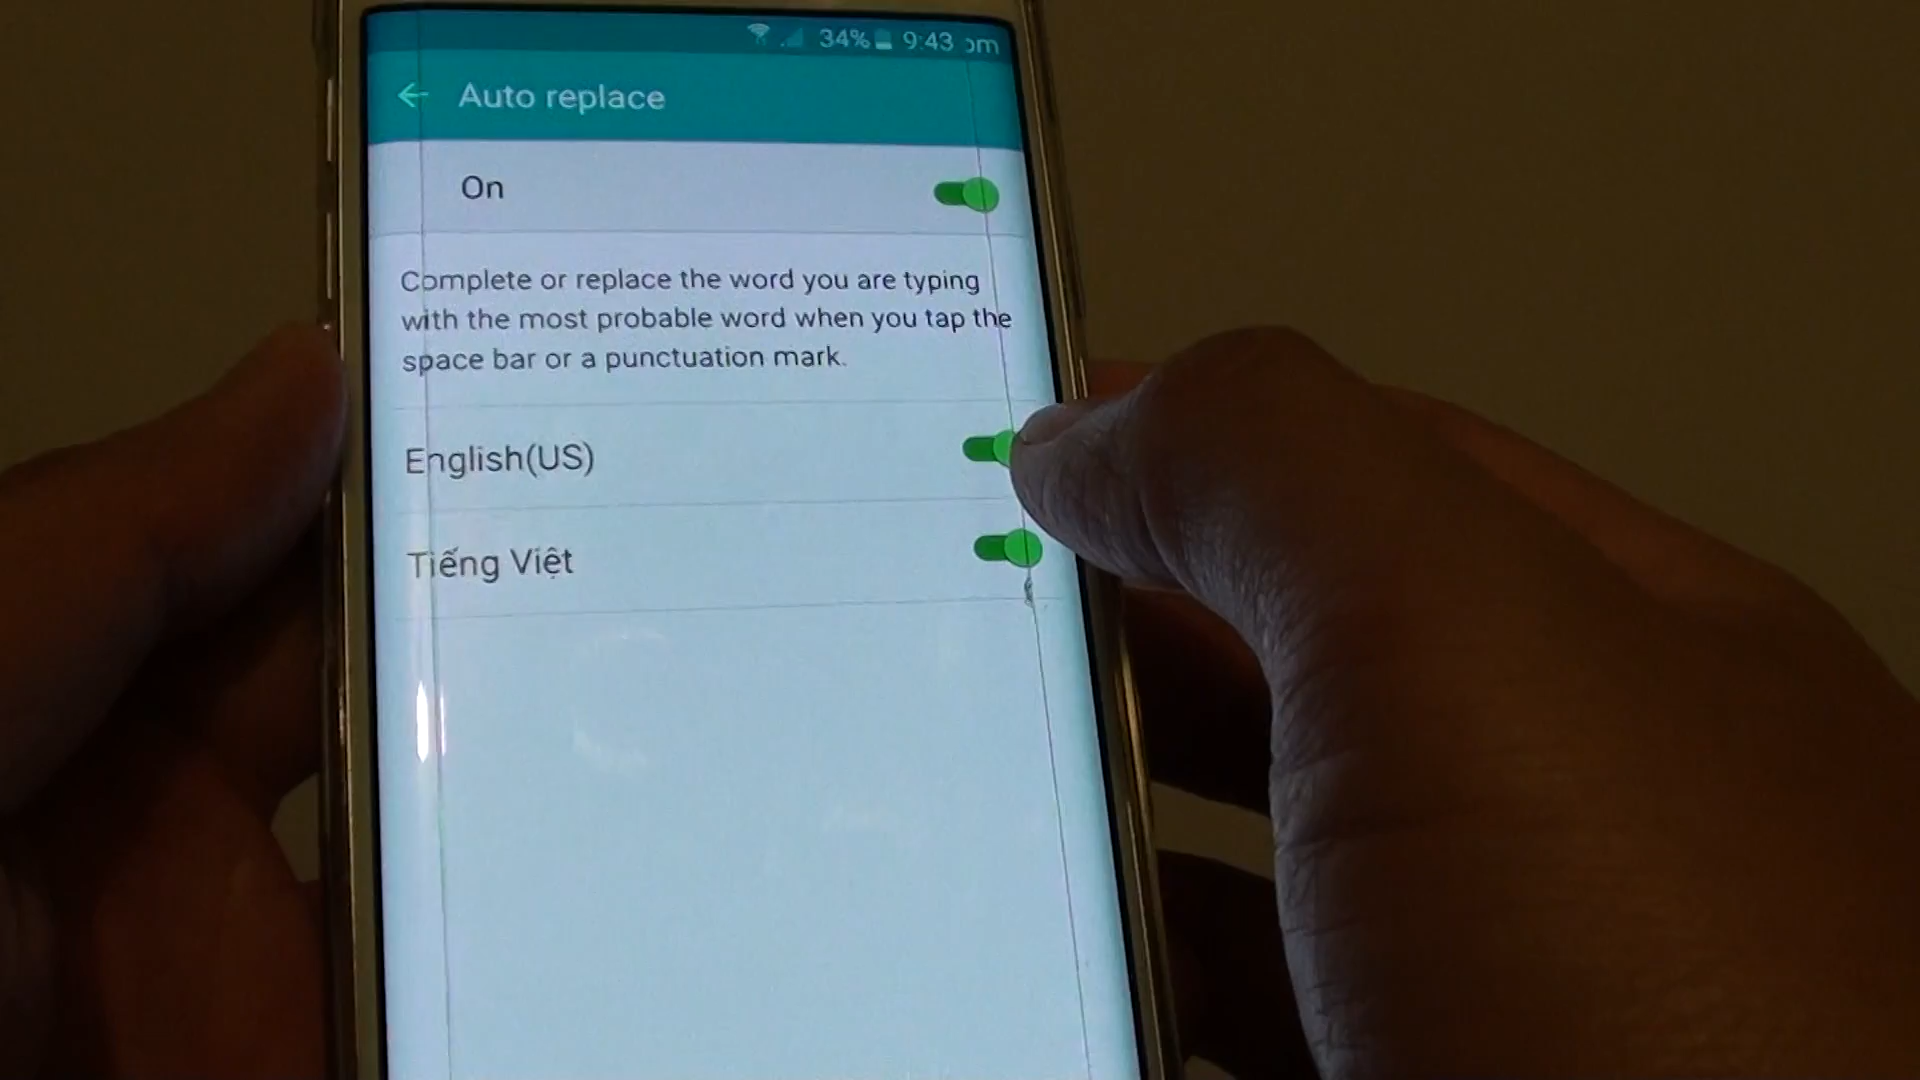 34% 9:43 pm
Auto replace
On
Complete or replace the word you are typing
with the most probable word when you tap the
space bar or a punctuation mark.
English(US)
Tiếng Việt